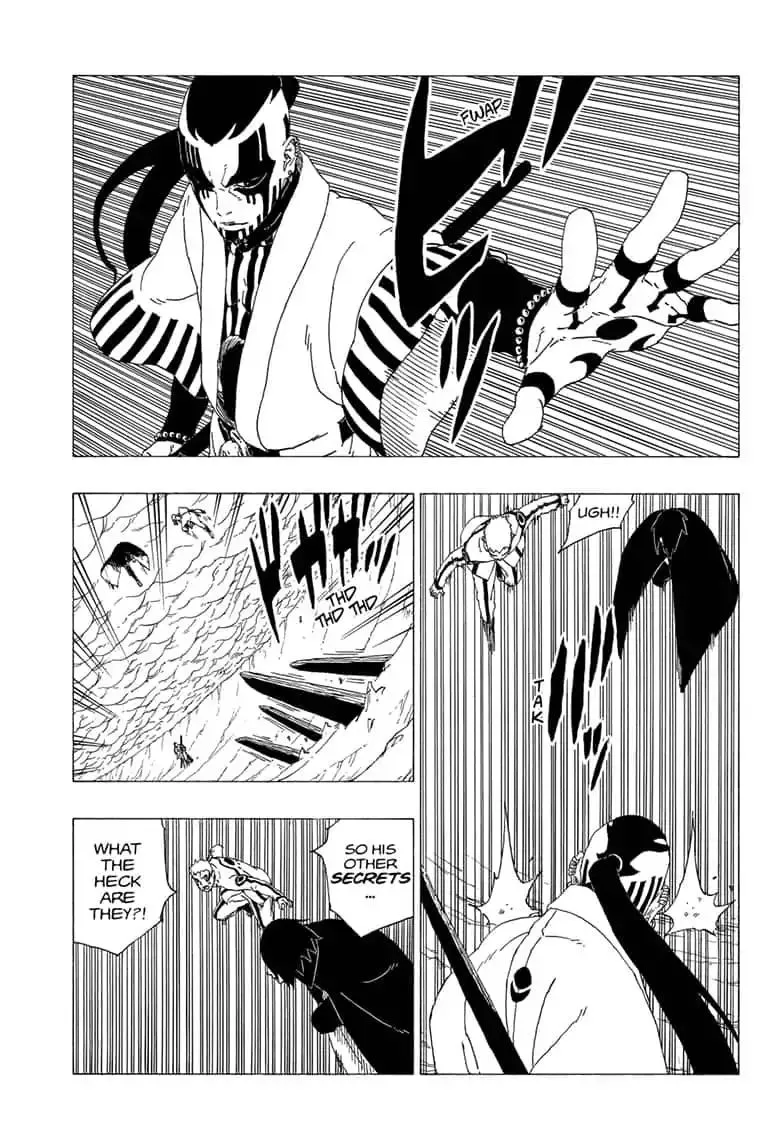 FWAP
UGH!!
TAK
THD
THD THD
SO HIS
OTHER
SECRETS
...
WHAT
THE
HECK
ARE
THEY?!